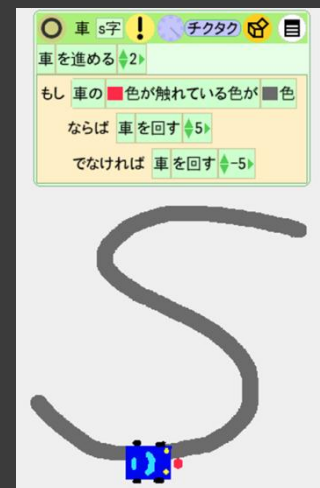 車 s字 ! チクタク
車を進める 2
もし 車の 色が触れている色が 色
ならば 車を回す 5
でなければ 車を回す -5